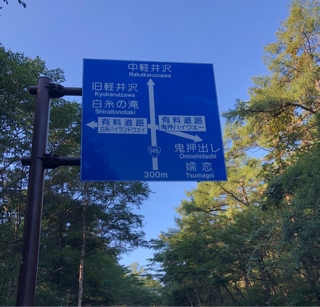 中軽井沢
Nakakaruizawa
旧軽井沢
Kyukaruizawa
白糸の滝
Shiraitonotaki
有料道路
白糸ハイランドウェイ
有料道路
鬼押ハイウェー
146
鬼押出し
Onioshidashi
嬬恋
Tsumagoi
300m